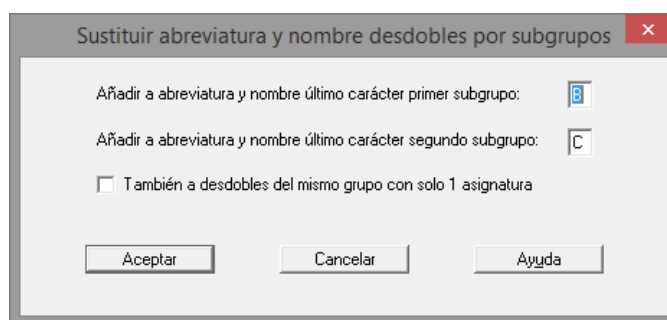 Sustituir abreviatura y nombre desdobles por subgrupos
Añadir a abreviatura y nombre último carácter primer subgrupo: B
Añadir a abreviatura y nombre último carácter segundo subgrupo: C
También a desdobles del mismo grupo con solo 1 asignatura
Aceptar Cancelar Ayuda